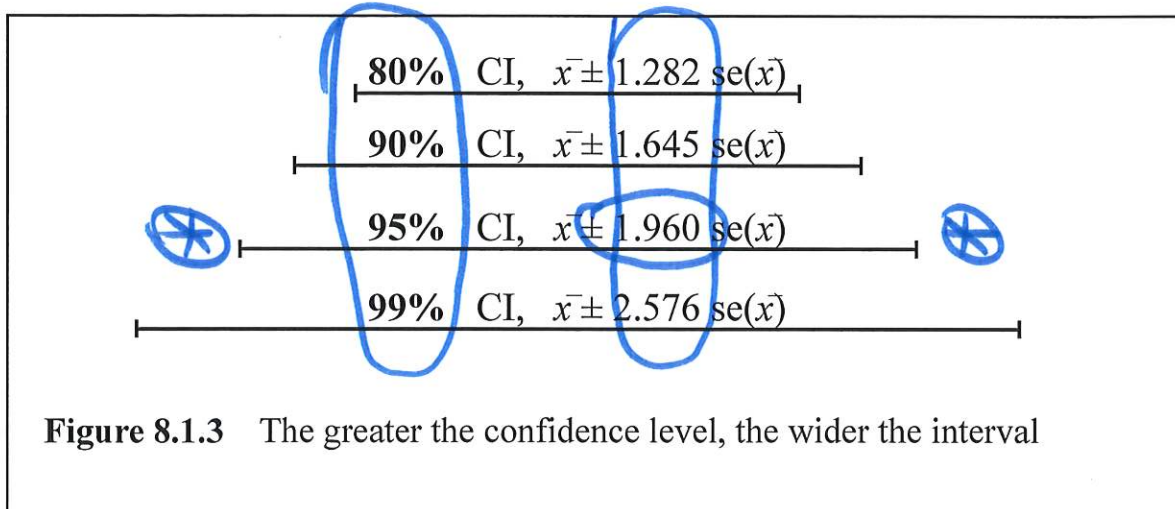 80% CI, x̄ ± 1.282 se(x̄)
90% CI, x̄ ± 1.645 se(x̄)
95% CI, x̄ ± 1.960 se(x̄)
99% CI, x̄ ± 2.576 se(x̄)
Figure 8.1.3 The greater the confidence level, the wider the interval